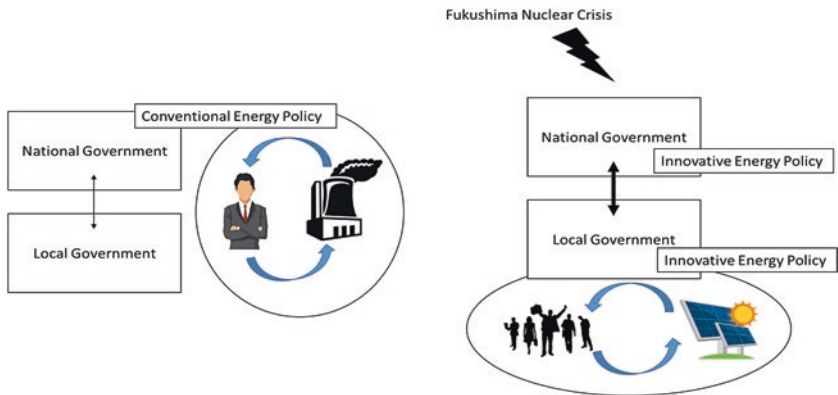 Conventional Energy Policy
National Government
Local Government
Fukushima Nuclear Crisis
National Government
Innovative Energy Policy
Local Government
Innovative Energy Policy